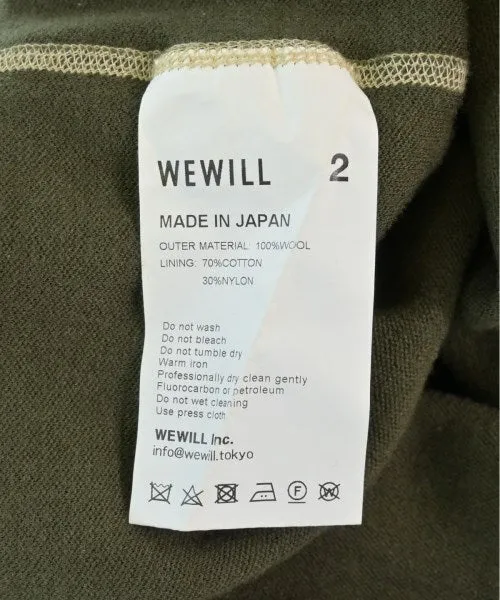 WEWILL 2
MADE IN JAPAN
OUTER MATERIAL: 100%WOOL
LINING: 70%COTTON
30%NYLON
Do not wash
Do not bleach
Do not tumble dry
Warm iron
Professionally dry clean gently
Fluorocarbon or petroleum
Do not wet cleaning
Use press cloth
WEWILL Inc.
info@wewill.tokyo
F W